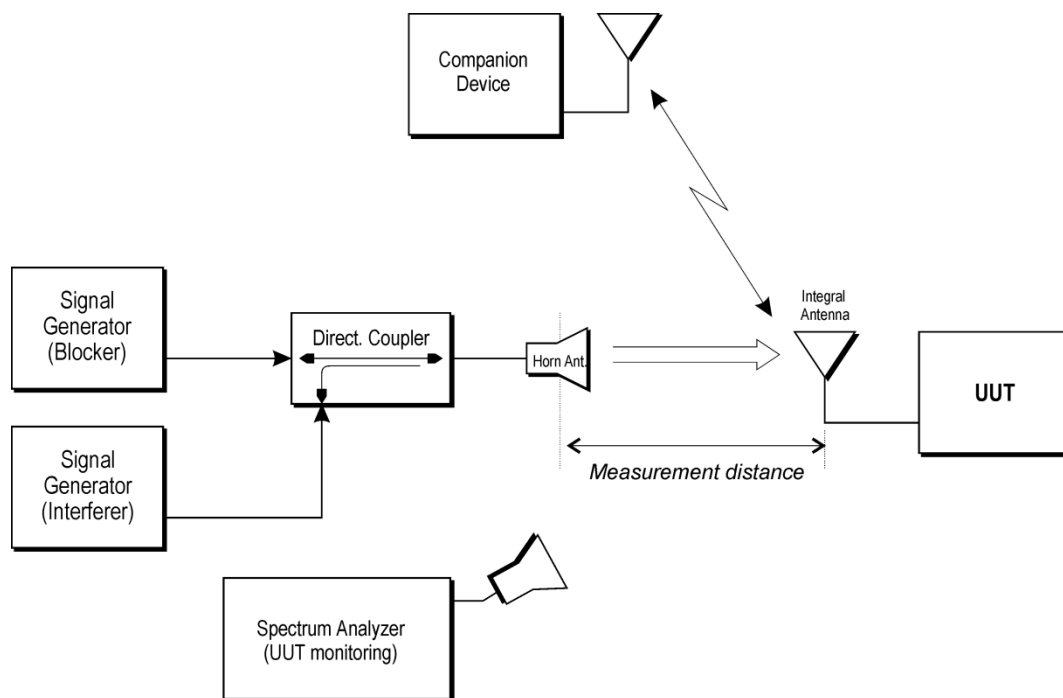 Companion
Device
Signal
Generator
(Blocker)
Direct. Coupler
Horn Ant.
Integral
Antenna
UUT
Signal
Generator
(Interferer)
Measurement distance
Spectrum Analyzer
(UUT monitoring)